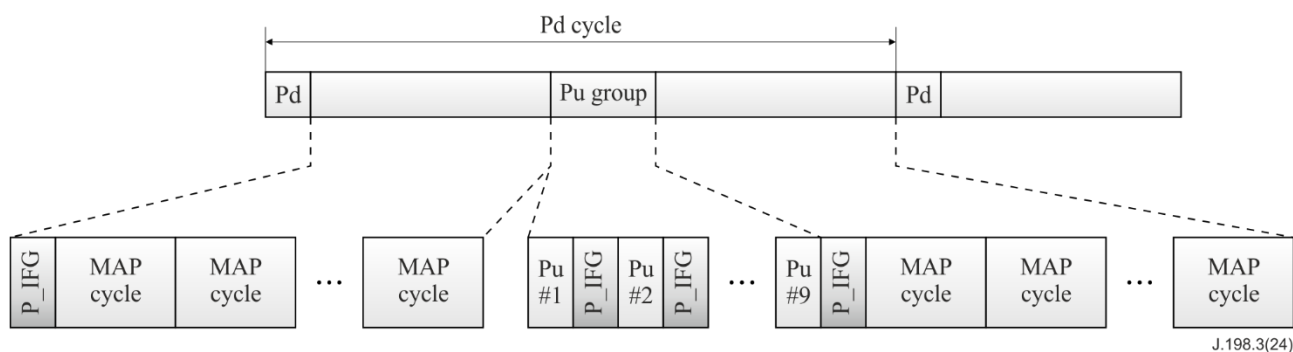 Pd cycle
Pd
Pu group
Pd
P_IFG
MAP
cycle
MAP
cycle
...
MAP
cycle
Pu
#1
P_IFG
Pu
#2
P_IFG
...
Pu
#9
P_IFG
MAP
cycle
MAP
cycle
...
MAP
cycle
J.198.3(24)